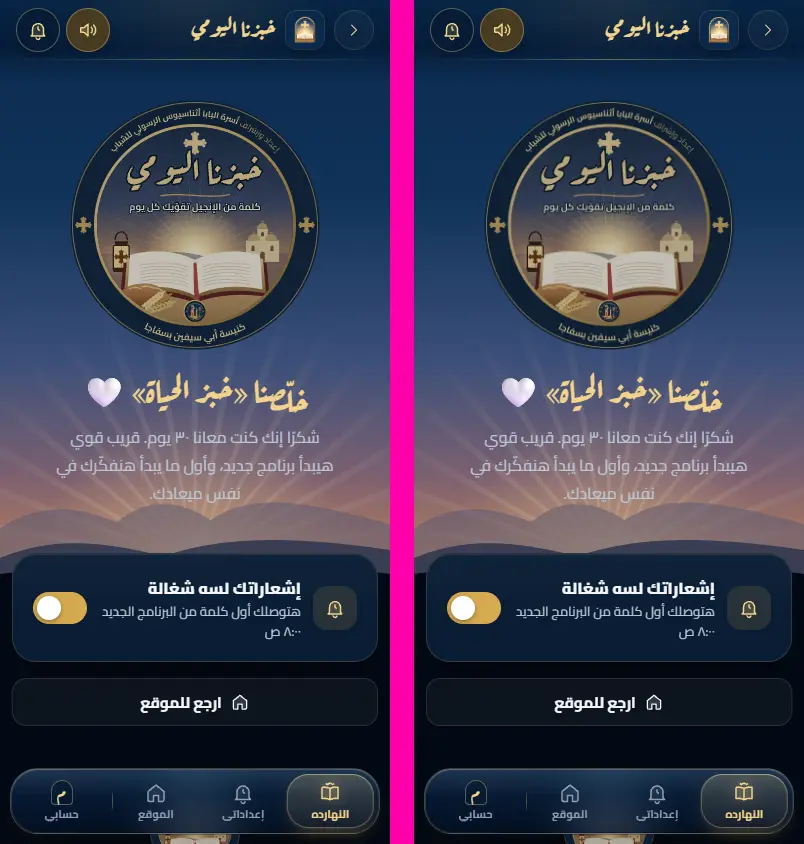 خبزنا اليومي
إعداد وإشراف أسرة البابا أثناسيوس الرسولي للشباب
خبزنا اليومي
كلمة من الإنجيل تقوّيك كل يوم
كنيسة أبي سيفين بسفاجا
خلّصنا «خبز الحياة» 🤍
شكرًا إنك كنت معانا ٣٠ يوم. قريب قوي
هيبدأ برنامج جديد، وأول ما يبدأ هنفكّرك في
نفس ميعادك.
إشعاراتك لسه شغالة
هتوصلك أول كلمة من البرنامج الجديد
٨:٠٠ ص
ارجع للموقع
النهارده
إعداداتي
الموقع
م
حسابي
خبزنا اليومي
إعداد وإشراف أسرة البابا أثناسيوس الرسولي للشباب
خبزنا اليومي
كلمة من الإنجيل تقوّيك كل يوم
كنيسة أبي سيفين بسفاجا
خلّصنا «خبز الحياة» 🤍
شكرًا إنك كنت معانا ٣٠ يوم. قريب قوي
هيبدأ برنامج جديد، وأول ما يبدأ هنفكّرك في
نفس ميعادك.
إشعاراتك لسه شغالة
هتوصلك أول كلمة من البرنامج الجديد
٨:٠٠ ص
ارجع للموقع
النهارده
إعداداتي
الموقع
م
حسابي